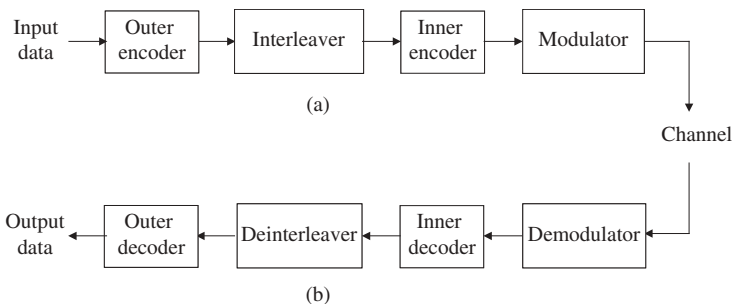 Input
data
Outer
encoder
Interleaver
Inner
encoder
Modulator
(a)
Channel
Output
data
Outer
decoder
Deinterleaver
Inner
decoder
Demodulator
(b)